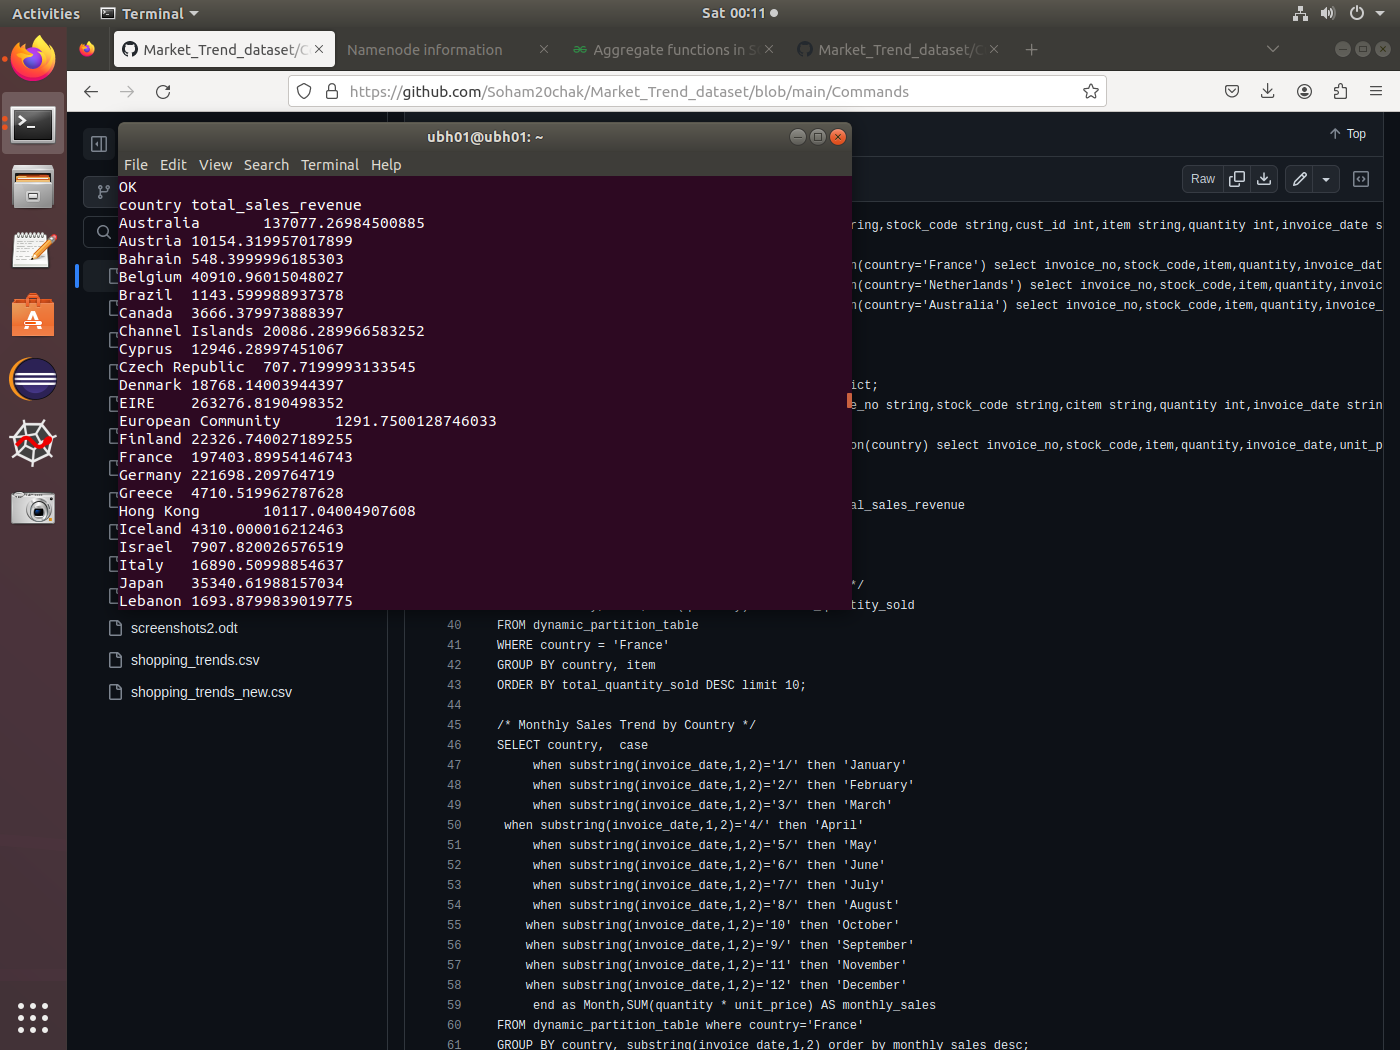 Activities Terminal Sat 00:11
Market_Trend_dataset/C Namenode information Aggregate functions in S Market_Trend_dataset/C
https://github.com/Soham20chak/Market_Trend_dataset/blob/main/Commands
Top
Raw
ubh01@ubh01: ~
File Edit View Search Terminal Help
OK
country total_sales_revenue
Australia 137077.26984500885
Austria 10154.319957017899
Bahrain 548.3999996185303
Belgium 40910.96015048027
Brazil 1143.599988937378
Canada 3666.379973888397
Channel Islands 20086.289966583252
Cyprus 12946.28997451067
Czech Republic 707.7199993133545
Denmark 18768.14003944397
EIRE 263276.8190498352
European Community 1291.7500128746033
Finland 22326.740027189255
France 197403.89954146743
Germany 221698.209764719
Greece 4710.519962787628
Hong Kong 10117.04004907608
Iceland 4310.000016212463
Israel 7907.820026576519
Italy 16890.50998854637
Japan 35340.61988157034
Lebanon 1693.8799839019775
ring,stock_code string,cust_id int,item string,quantity int,invoice_date s
n(country='France') select invoice_no,stock_code,item,quantity,invoice_dat
n(country='Netherlands') select invoice_no,stock_code,item,quantity,invoic
n(country='Australia') select invoice_no,stock_code,item,quantity,invoice_
ict;
e_no string,stock_code string,citem string,quantity int,invoice_date strin
on(country) select invoice_no,stock_code,item,quantity,invoice_date,unit_p
al_sales_revenue
*/
tity_sold
screenshots2.odt
shopping_trends.csv
shopping_trends_new.csv
40 FROM dynamic_partition_table
41 WHERE country = 'France'
42 GROUP BY country, item
43 ORDER BY total_quantity_sold DESC limit 10;
44
45 /* Monthly Sales Trend by Country */
46 SELECT country, case
47 when substring(invoice_date,1,2)='1/' then 'January'
48 when substring(invoice_date,1,2)='2/' then 'February'
49 when substring(invoice_date,1,2)='3/' then 'March'
50 when substring(invoice_date,1,2)='4/' then 'April'
51 when substring(invoice_date,1,2)='5/' then 'May'
52 when substring(invoice_date,1,2)='6/' then 'June'
53 when substring(invoice_date,1,2)='7/' then 'July'
54 when substring(invoice_date,1,2)='8/' then 'August'
55 when substring(invoice_date,1,2)='10' then 'October'
56 when substring(invoice_date,1,2)='9/' then 'September'
57 when substring(invoice_date,1,2)='11' then 'November'
58 when substring(invoice_date,1,2)='12' then 'December'
59 end as Month,SUM(quantity * unit_price) AS monthly_sales
60 FROM dynamic_partition_table where country='France'
61 GROUP BY country, substring(invoice_date,1,2) order by monthly_sales desc;